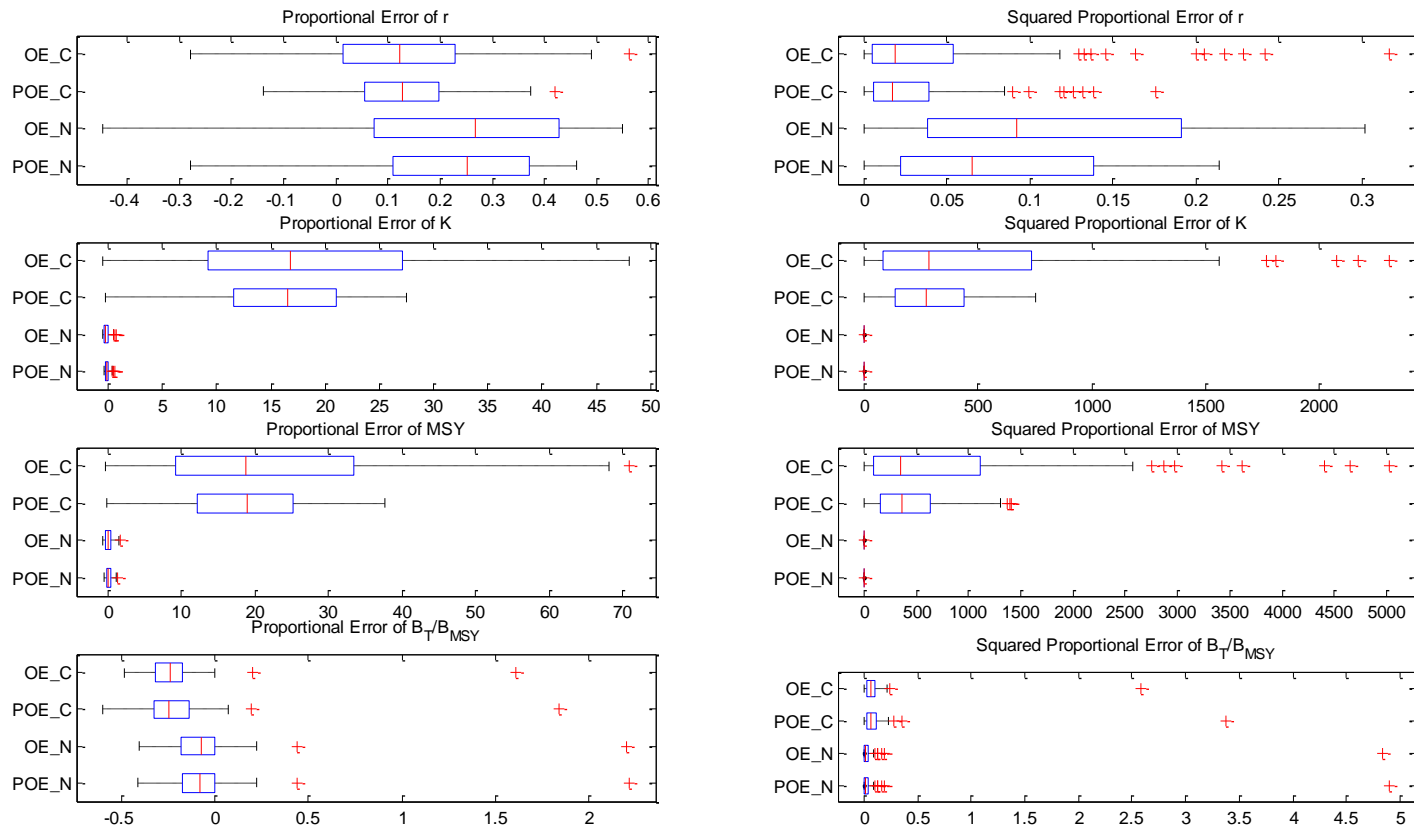 Proportional Error of r
OE_C
POE_C
OE_N
POE_N
-0.4 -0.3 -0.2 -0.1 0 0.1 0.2 0.3 0.4 0.5 0.6
Squared Proportional Error of r
OE_C
POE_C
OE_N
POE_N
0 0.05 0.1 0.15 0.2 0.25 0.3
Proportional Error of K
OE_C
POE_C
OE_N
POE_N
0 5 10 15 20 25 30 35 40 45 50
Squared Proportional Error of K
OE_C
POE_C
OE_N
POE_N
0 500 1000 1500 2000
Proportional Error of MSY
OE_C
POE_C
OE_N
POE_N
0 10 20 30 40 50 60 70
Squared Proportional Error of MSY
OE_C
POE_C
OE_N
POE_N
0 500 1000 1500 2000 2500 3000 3500 4000 4500 5000
Proportional Error of B_T/B_MSY
OE_C
POE_C
OE_N
POE_N
-0.5 0 0.5 1 1.5 2
Squared Proportional Error of B_T/B_MSY
OE_C
POE_C
OE_N
POE_N
0 0.5 1 1.5 2 2.5 3 3.5 4 4.5 5